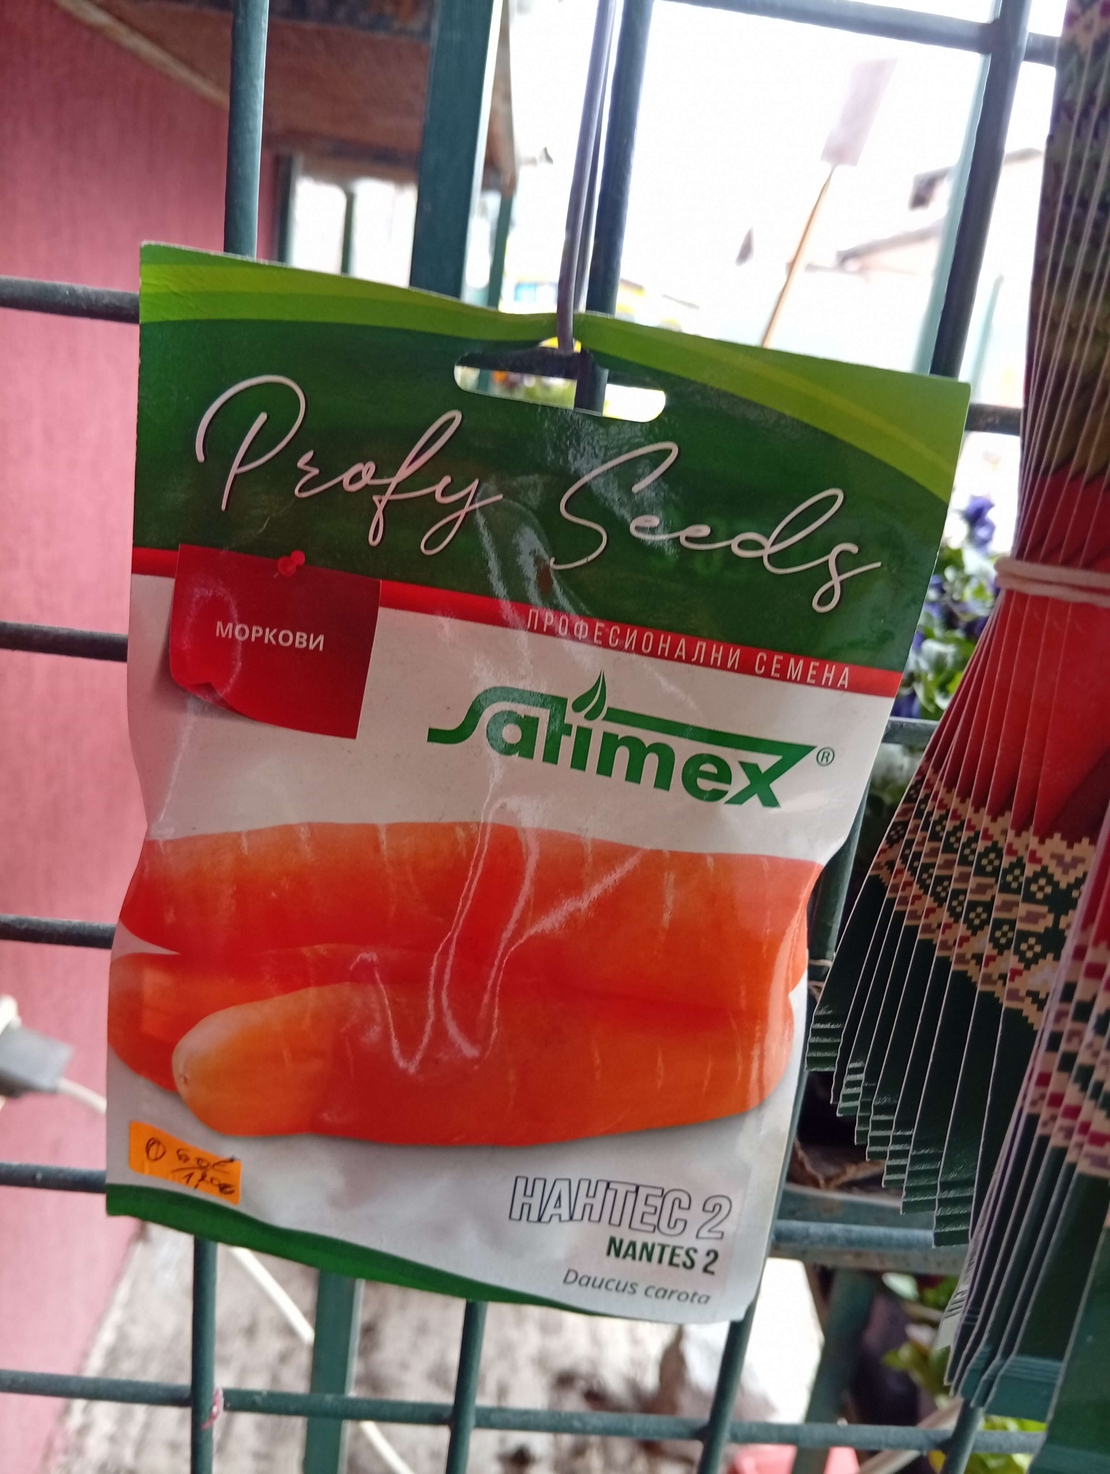 Profy Seeds
ПРОФЕСИОНАЛНИ СЕМЕНА
МОРКОВИ
Satimex®
НАНТЕС 2
NANTES 2
Daucus carota